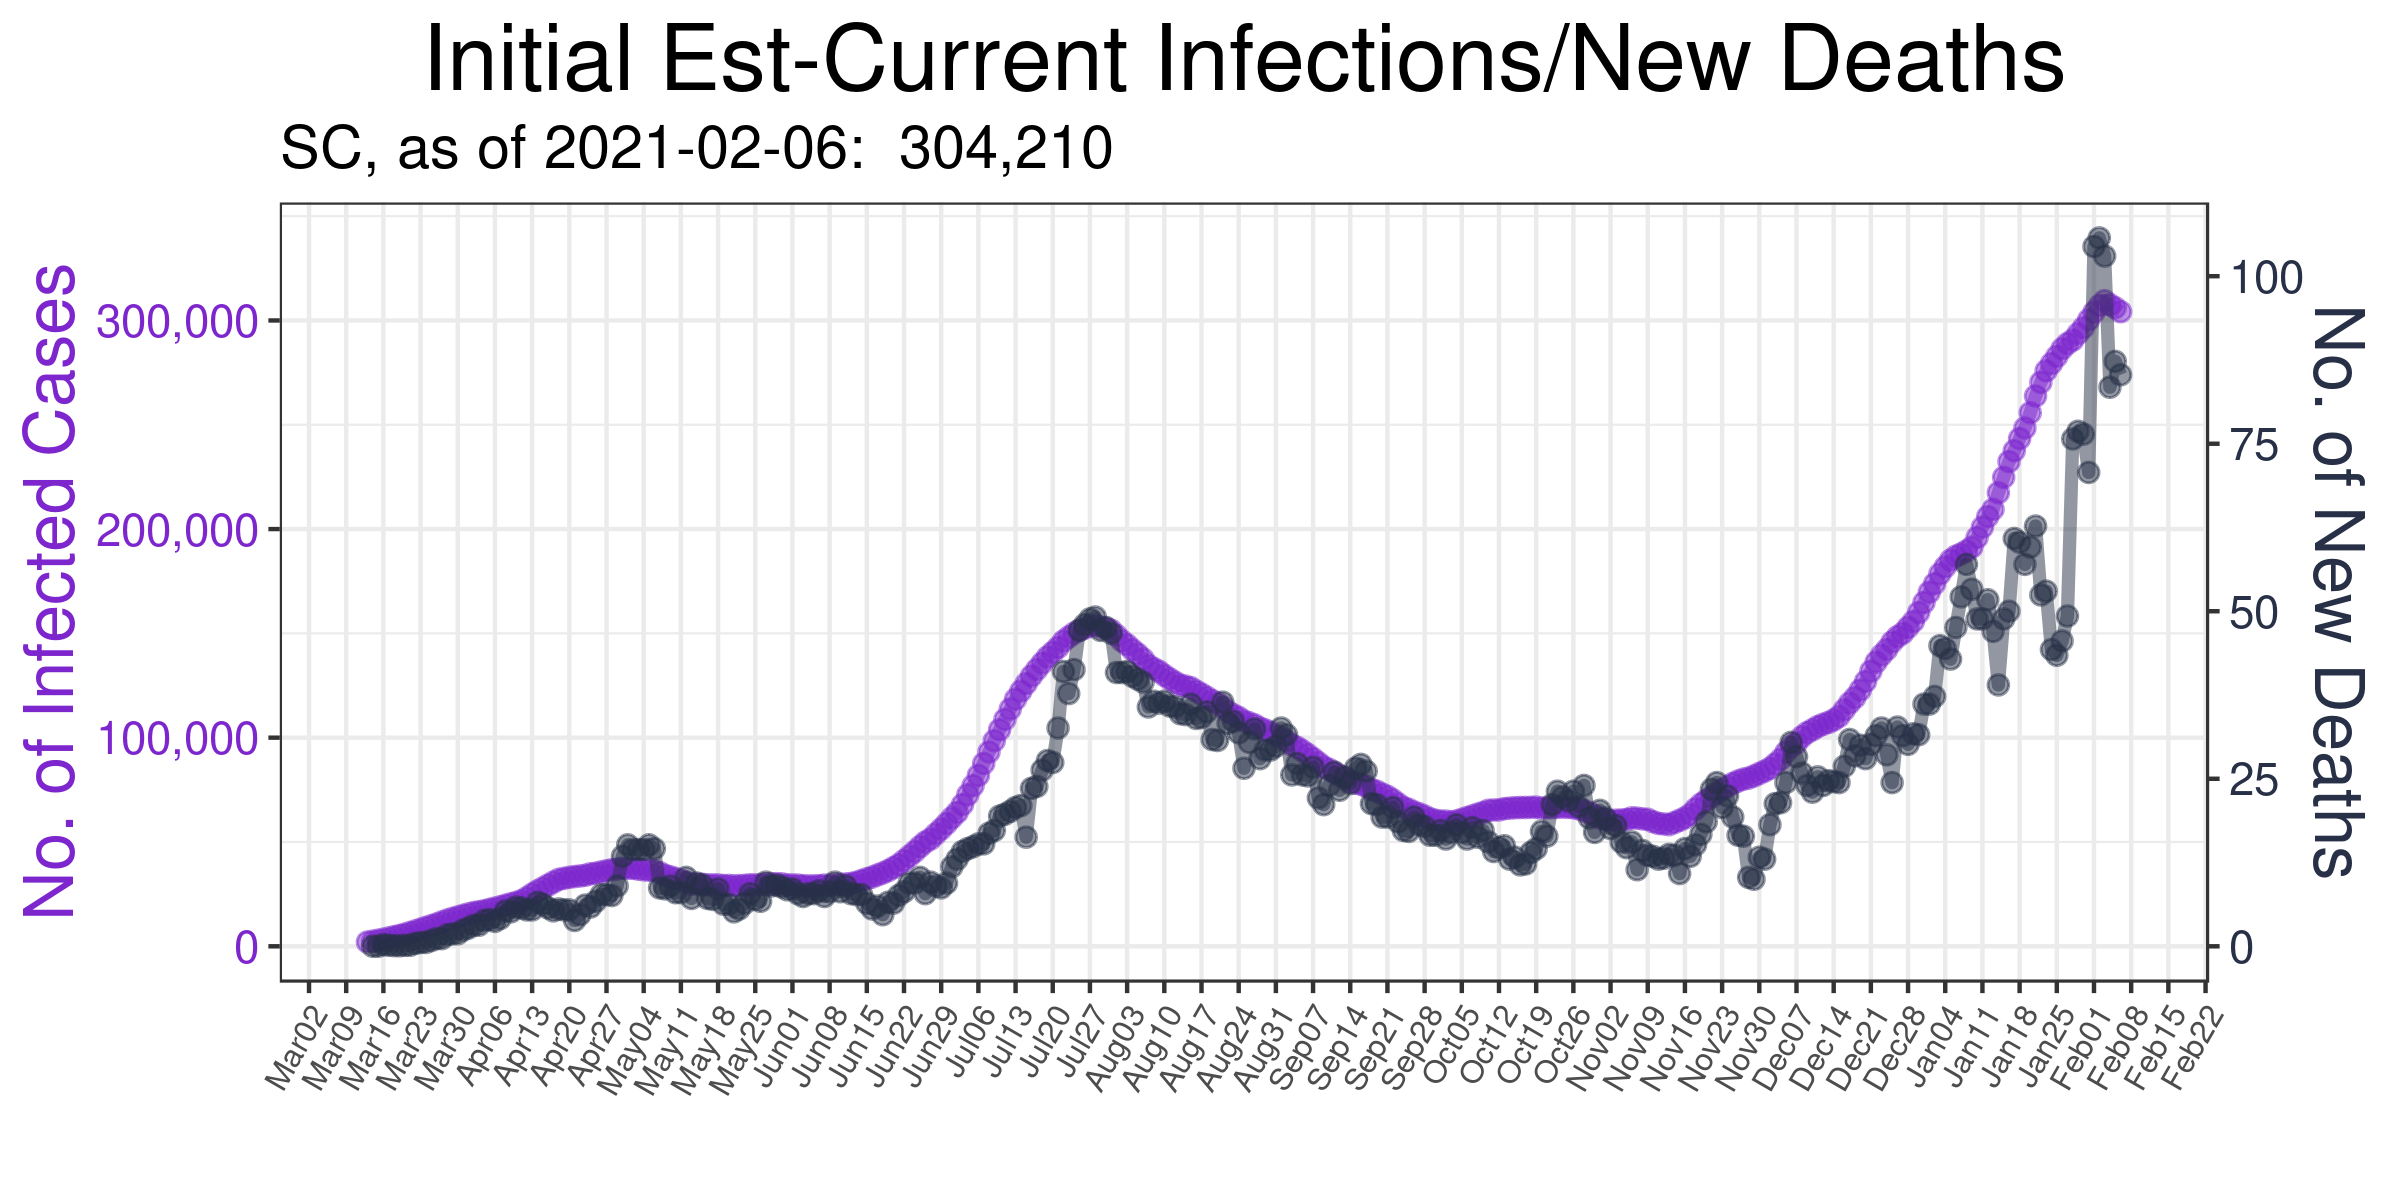 Initial Est-Current Infections/New Deaths
SC, as of 2021-02-06:  304,210
No. of Infected Cases
300,000
200,000
100,000
0
100
75
50
25
0
No. of New Deaths
Mar02 Mar09 Mar16 Mar23 Mar30 Apr06 Apr13 Apr20 Apr27 May04 May11 May18 May25 Jun01 Jun08 Jun15 Jun22 Jun29 Jul06 Jul13 Jul20 Jul27 Aug03 Aug10 Aug17 Aug24 Aug31 Sep07 Sep14 Sep21 Sep28 Oct05 Oct12 Oct19 Oct26 Nov02 Nov09 Nov16 Nov23 Nov30 Dec07 Dec14 Dec21 Dec28 Jan04 Jan11 Jan18 Jan25 Feb01 Feb08 Feb15 Feb22